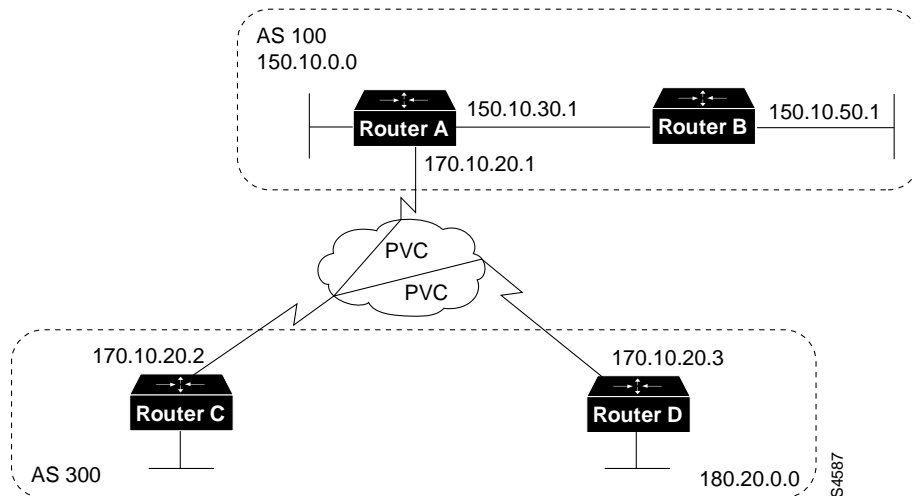 AS 100
150.10.0.0
Router A
150.10.30.1
Router B
150.10.50.1
170.10.20.1
PVC
PVC
170.10.20.2
170.10.20.3
Router C
Router D
AS 300
180.20.0.0
S4587